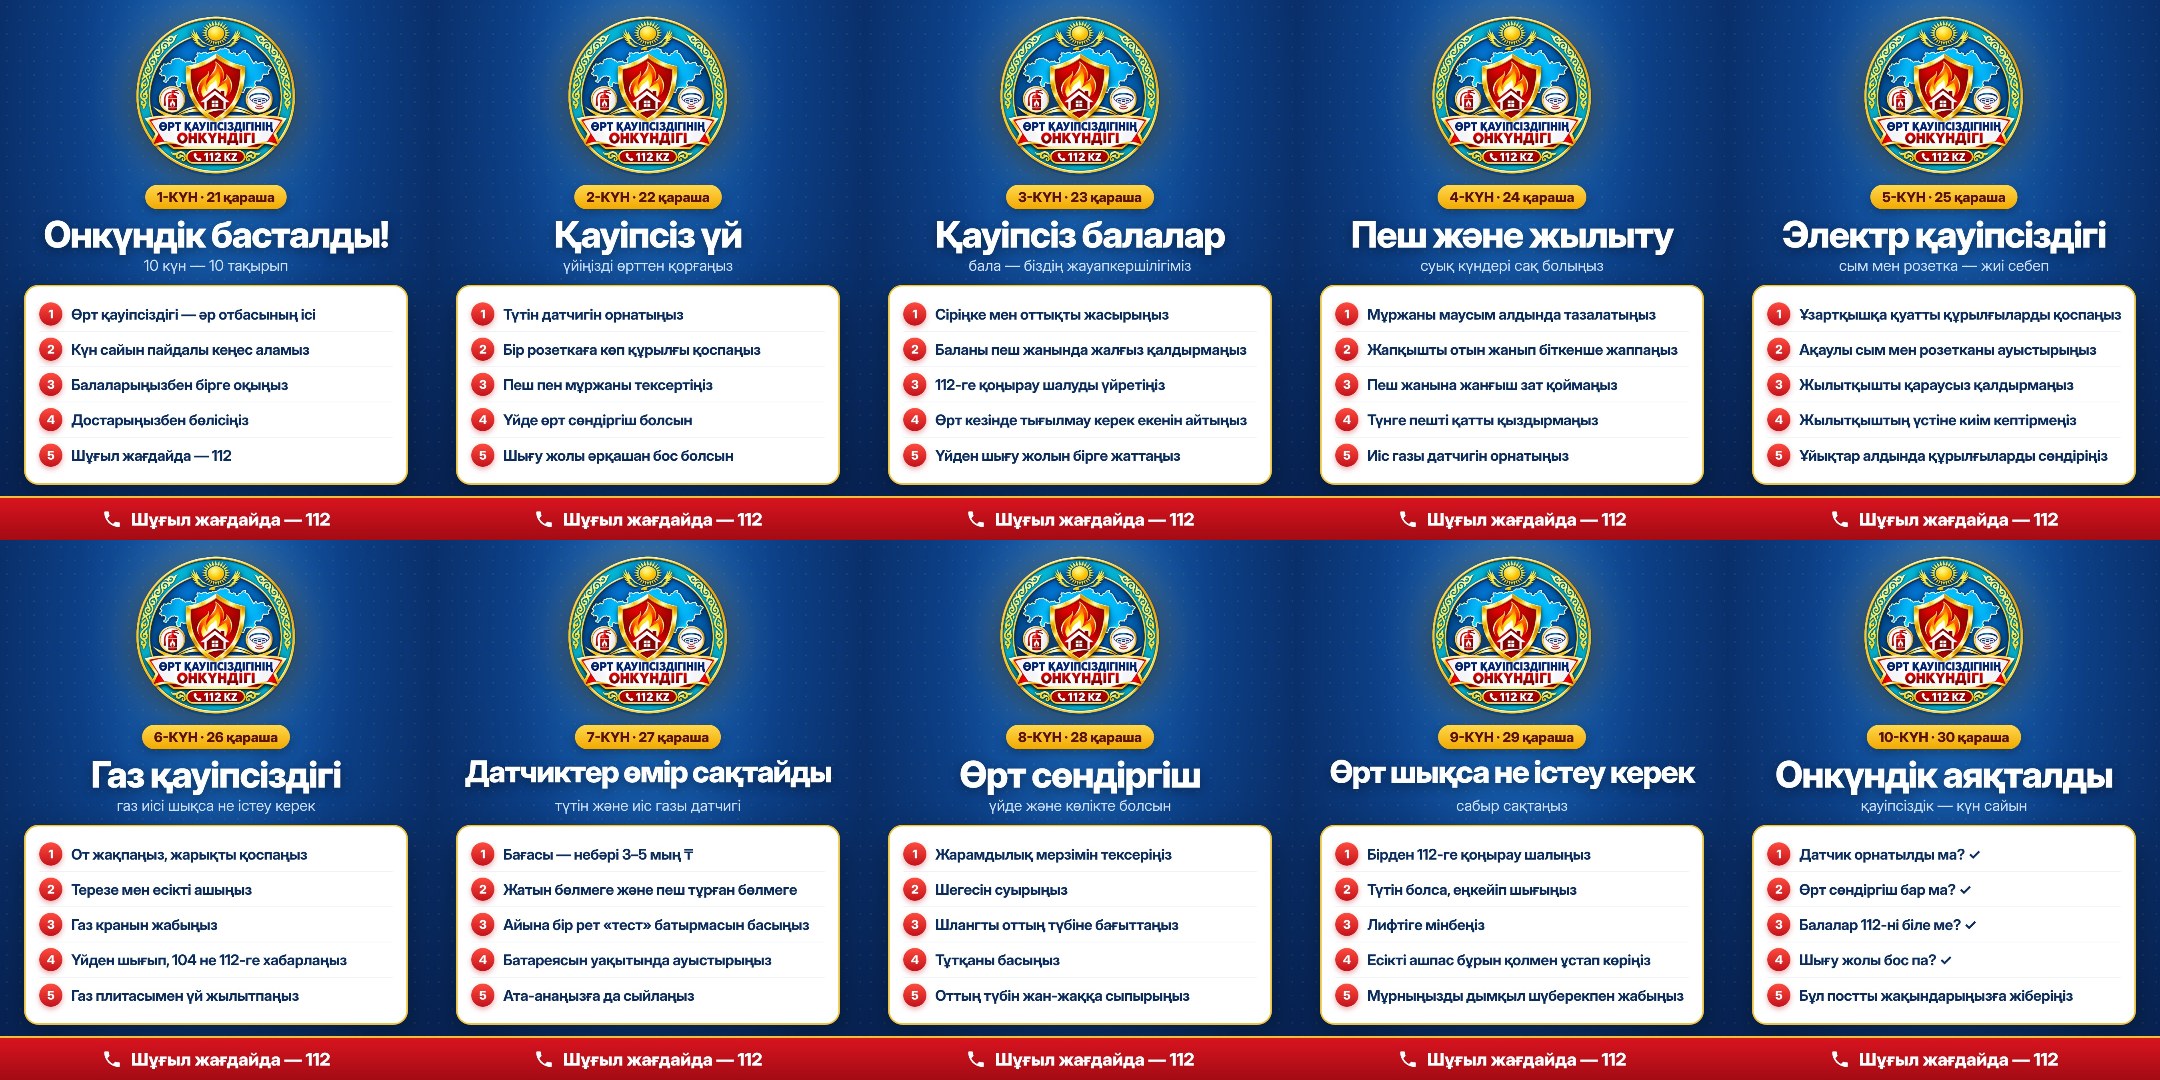 ӨРТ ҚАУІПСІЗДІГІНІҢ
ОНКҮНДІГІ
112 KZ
1-КҮН · 21 қараша
Онкүндік басталды!
10 күн — 10 тақырып
1 Өрт қауіпсіздігі — әр отбасының ісі
2 Күн сайын пайдалы кеңес аламыз
3 Балаларыңызбен бірге оқыңыз
4 Достарыңызбен бөлісіңіз
5 Шұғыл жағдайда — 112
Шұғыл жағдайда — 112
ӨРТ ҚАУІПСІЗДІГІНІҢ
ОНКҮНДІГІ
112 KZ
2-КҮН · 22 қараша
Қауіпсіз үй
үйіңізді өрттен қорғаңыз
1 Түтін датчигін орнатыңыз
2 Бір розеткаға көп құрылғы қоспаңыз
3 Пеш пен мұржаны тексертіңіз
4 Үйде өрт сөндіргіш болсын
5 Шығу жолы әрқашан бос болсын
Шұғыл жағдайда — 112
ӨРТ ҚАУІПСІЗДІГІНІҢ
ОНКҮНДІГІ
112 KZ
3-КҮН · 23 қараша
Қауіпсіз балалар
бала — біздің жауапкершілігіміз
1 Сіріңке мен оттықты жасырыңыз
2 Баланы пеш жанында жалғыз қалдырмаңыз
3 112-ге қоңырау шалуды үйретіңіз
4 Өрт кезінде тығылмау керек екенін айтыңыз
5 Үйден шығу жолын бірге жаттаңыз
Шұғыл жағдайда — 112
ӨРТ ҚАУІПСІЗДІГІНІҢ
ОНКҮНДІГІ
112 KZ
4-КҮН · 24 қараша
Пеш және жылыту
суық күндері сақ болыңыз
1 Мұржаны маусым алдында тазалатыңыз
2 Жапқышты отын жанып біткенше жаппаңыз
3 Пеш жанына жанғыш зат қоймаңыз
4 Түнге пешті қатты қыздырмаңыз
5 Иіс газы датчигін орнатыңыз
Шұғыл жағдайда — 112
ӨРТ ҚАУІПСІЗДІГІНІҢ
ОНКҮНДІГІ
112 KZ
5-КҮН · 25 қараша
Электр қауіпсіздігі
сым мен розетка — жиі себеп
1 Ұзартқышқа қуатты құрылғыларды қоспаңыз
2 Ақаулы сым мен розетканы ауыстырыңыз
3 Жылытқышты қараусыз қалдырмаңыз
4 Жылытқыштың үстіне киім кептірмеңіз
5 Ұйықтар алдында құрылғыларды сөндіріңіз
Шұғыл жағдайда — 112
ӨРТ ҚАУІПСІЗДІГІНІҢ
ОНКҮНДІГІ
112 KZ
6-КҮН · 26 қараша
Газ қауіпсіздігі
газ иісі шықса не істеу керек
1 От жақпаңыз, жарықты қоспаңыз
2 Терезе мен есікті ашыңыз
3 Газ кранын жабыңыз
4 Үйден шығып, 104 не 112-ге хабарлаңыз
5 Газ плитасымен үй жылытпаңыз
Шұғыл жағдайда — 112
ӨРТ ҚАУІПСІЗДІГІНІҢ
ОНКҮНДІГІ
112 KZ
7-КҮН · 27 қараша
Датчиктер өмір сақтайды
түтін және иіс газы датчигі
1 Бағасы — небәрі 3–5 мың ₸
2 Жатын бөлмеге және пеш тұрған бөлмеге
3 Айына бір рет «тест» батырмасын басыңыз
4 Батареясын уақытында ауыстырыңыз
5 Ата-анаңызға да сыйлаңыз
Шұғыл жағдайда — 112
ӨРТ ҚАУІПСІЗДІГІНІҢ
ОНКҮНДІГІ
112 KZ
8-КҮН · 28 қараша
Өрт сөндіргіш
үйде және көлікте болсын
1 Жарамдылық мерзімін тексеріңіз
2 Шегесін суырыңыз
3 Шлангты оттың түбіне бағыттаңыз
4 Тұтқаны басыңыз
5 Оттың түбін жан-жаққа сыпырыңыз
Шұғыл жағдайда — 112
ӨРТ ҚАУІПСІЗДІГІНІҢ
ОНКҮНДІГІ
112 KZ
9-КҮН · 29 қараша
Өрт шықса не істеу керек
сабыр сақтаңыз
1 Бірден 112-ге қоңырау шалыңыз
2 Түтін болса, еңкейіп шығыңыз
3 Лифтіге мінбеңіз
4 Есікті ашпас бұрын қолмен ұстап көріңіз
5 Мұрныңызды дымқыл шүберекпен жабыңыз
Шұғыл жағдайда — 112
ӨРТ ҚАУІПСІЗДІГІНІҢ
ОНКҮНДІГІ
112 KZ
10-КҮН · 30 қараша
Онкүндік аяқталды
қауіпсіздік — күн сайын
1 Датчик орнатылды ма? ✓
2 Өрт сөндіргіш бар ма? ✓
3 Балалар 112-ні біле ме? ✓
4 Шығу жолы бос па? ✓
5 Бұл постты жақындарыңызға жіберіңіз
Шұғыл жағдайда — 112